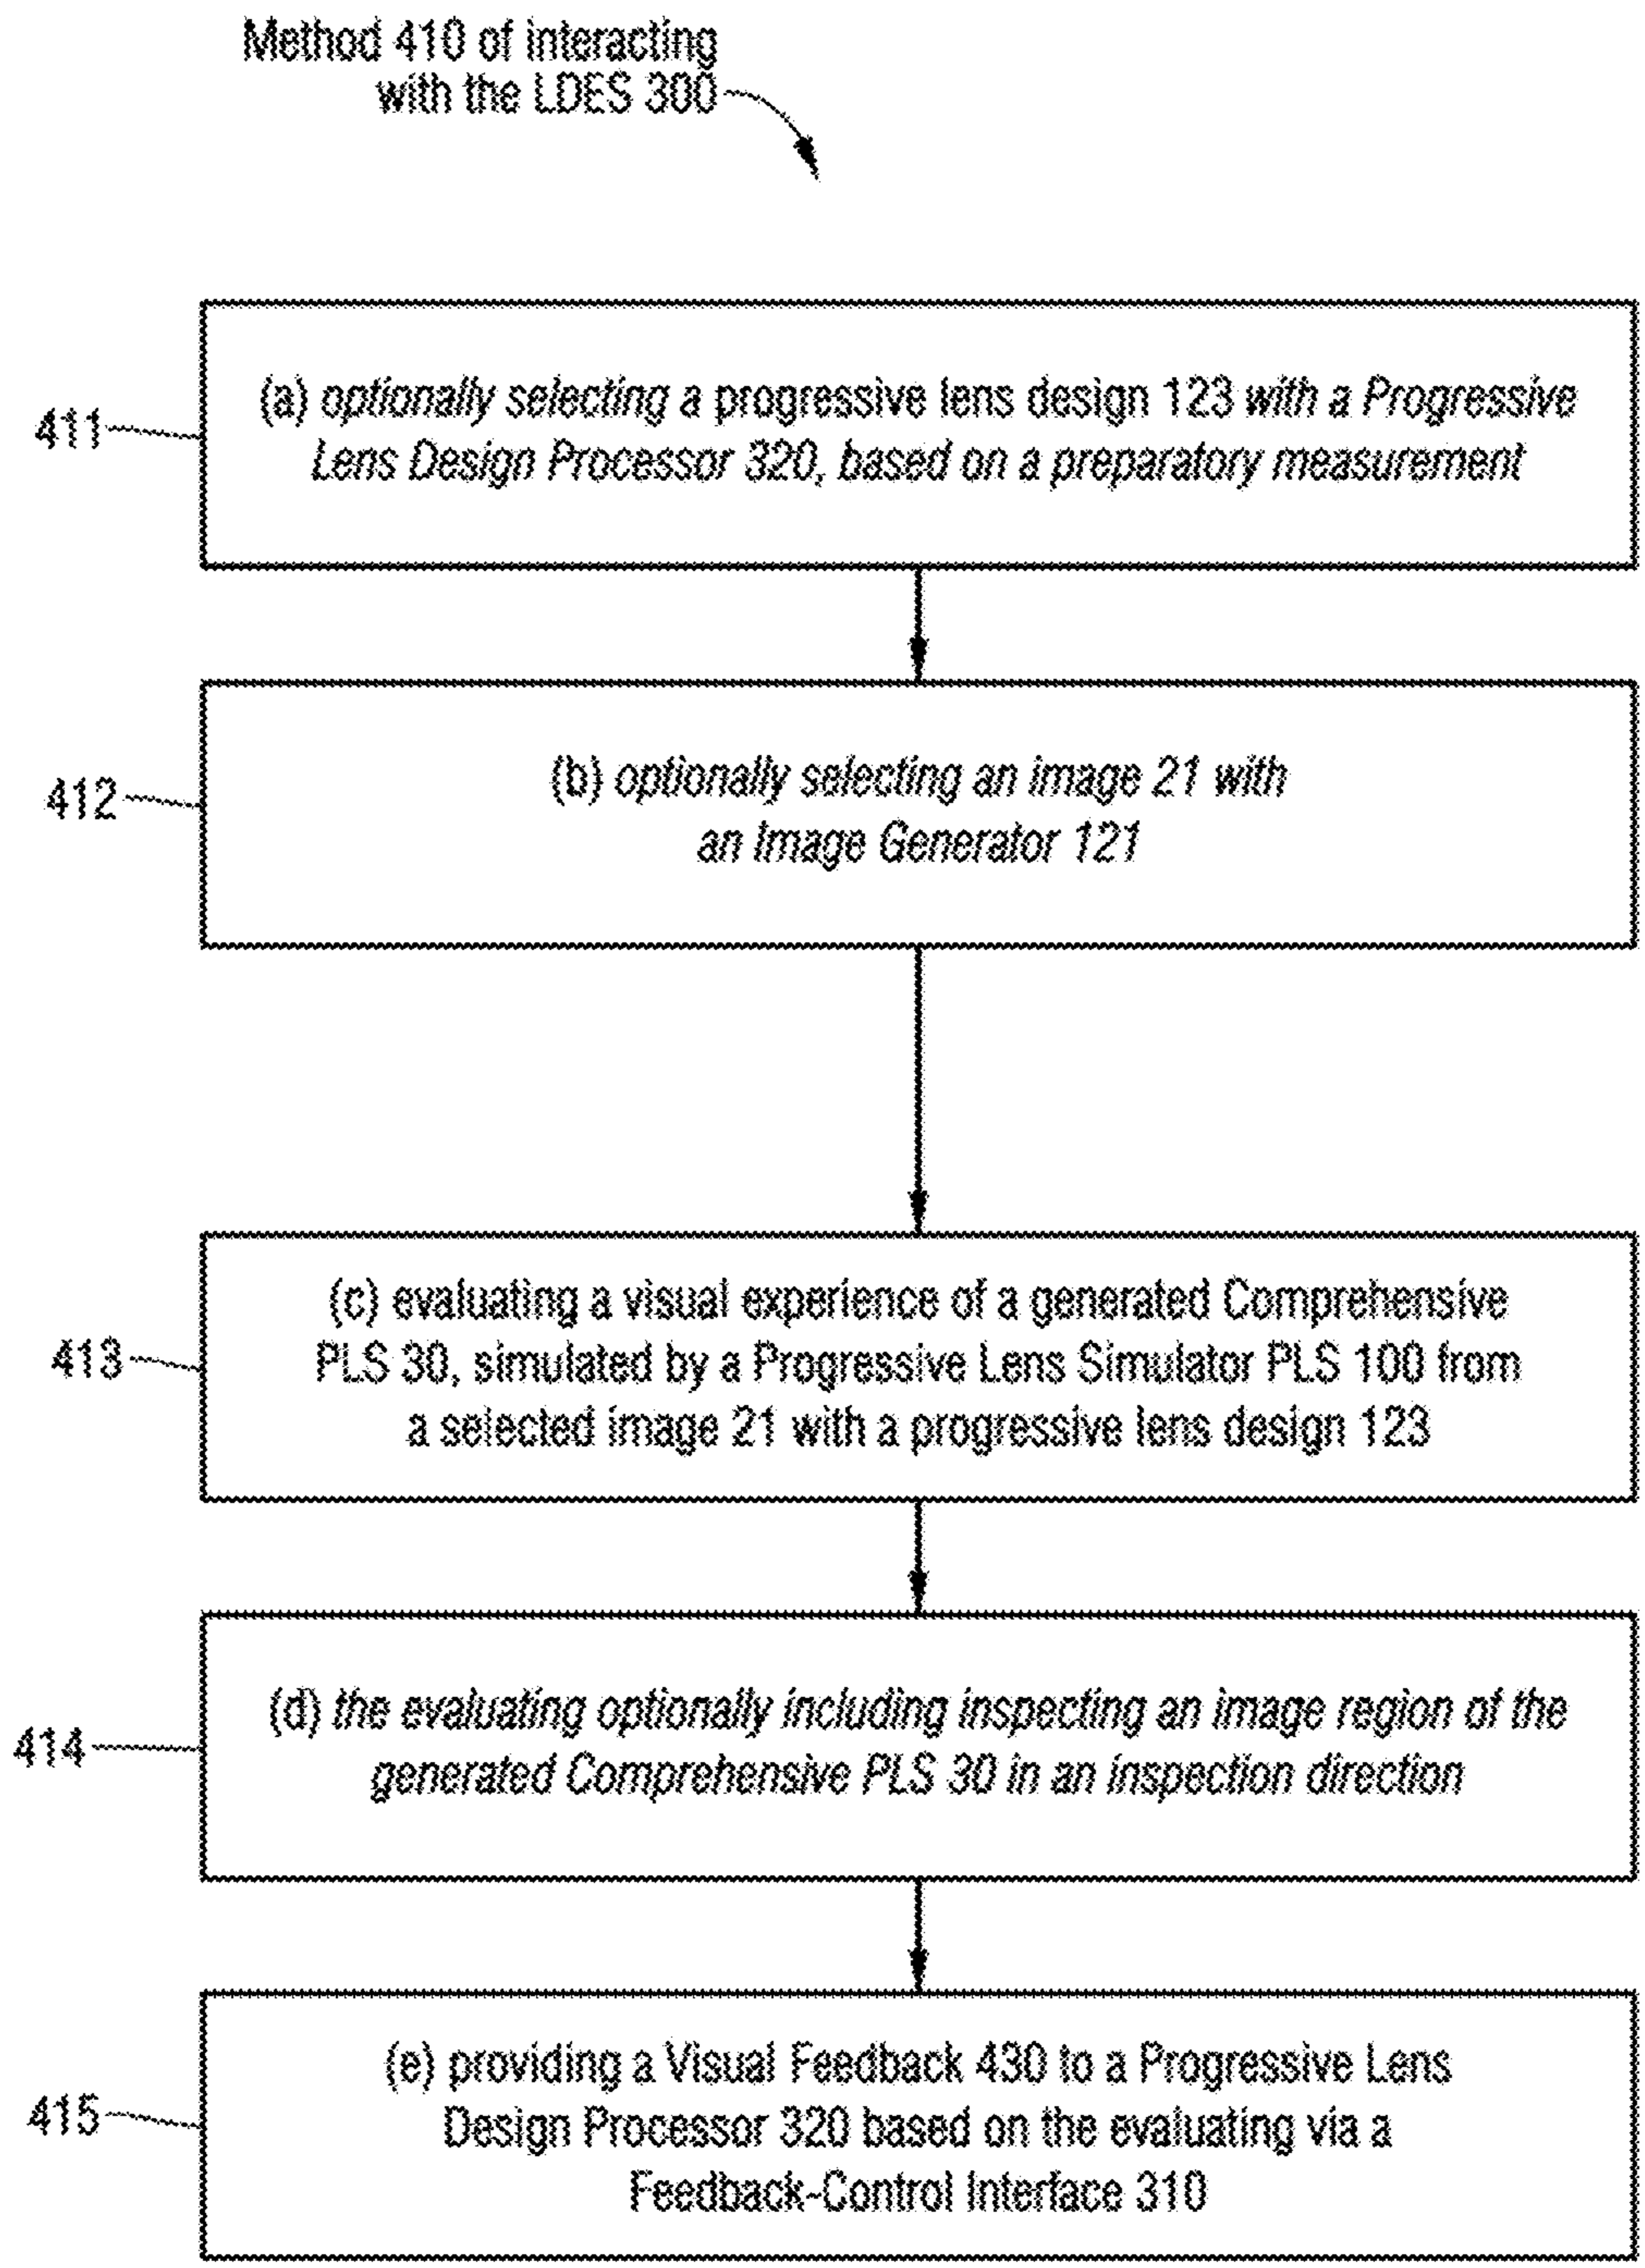 Method 410 of interacting
with the LDES 300
411
(a) optionally selecting a progressive lens design 123 with a Progressive
Lens Design Processor 320, based on a preparatory measurement
412
(b) optionally selecting an image 21 with
an Image Generator 121
413
(c) evaluating a visual experience of a generated Comprehensive
PLS 30, simulated by a Progressive Lens Simulator PLS 100 from
a selected image 21 with a progressive lens design 123
414
(d) the evaluating optionally including inspecting an image region of the
generated Comprehensive PLS 30 in an inspection direction
415
(e) providing a Visual Feedback 430 to a Progressive Lens
Design Processor 320 based on the evaluating via a
Feedback-Control Interface 310